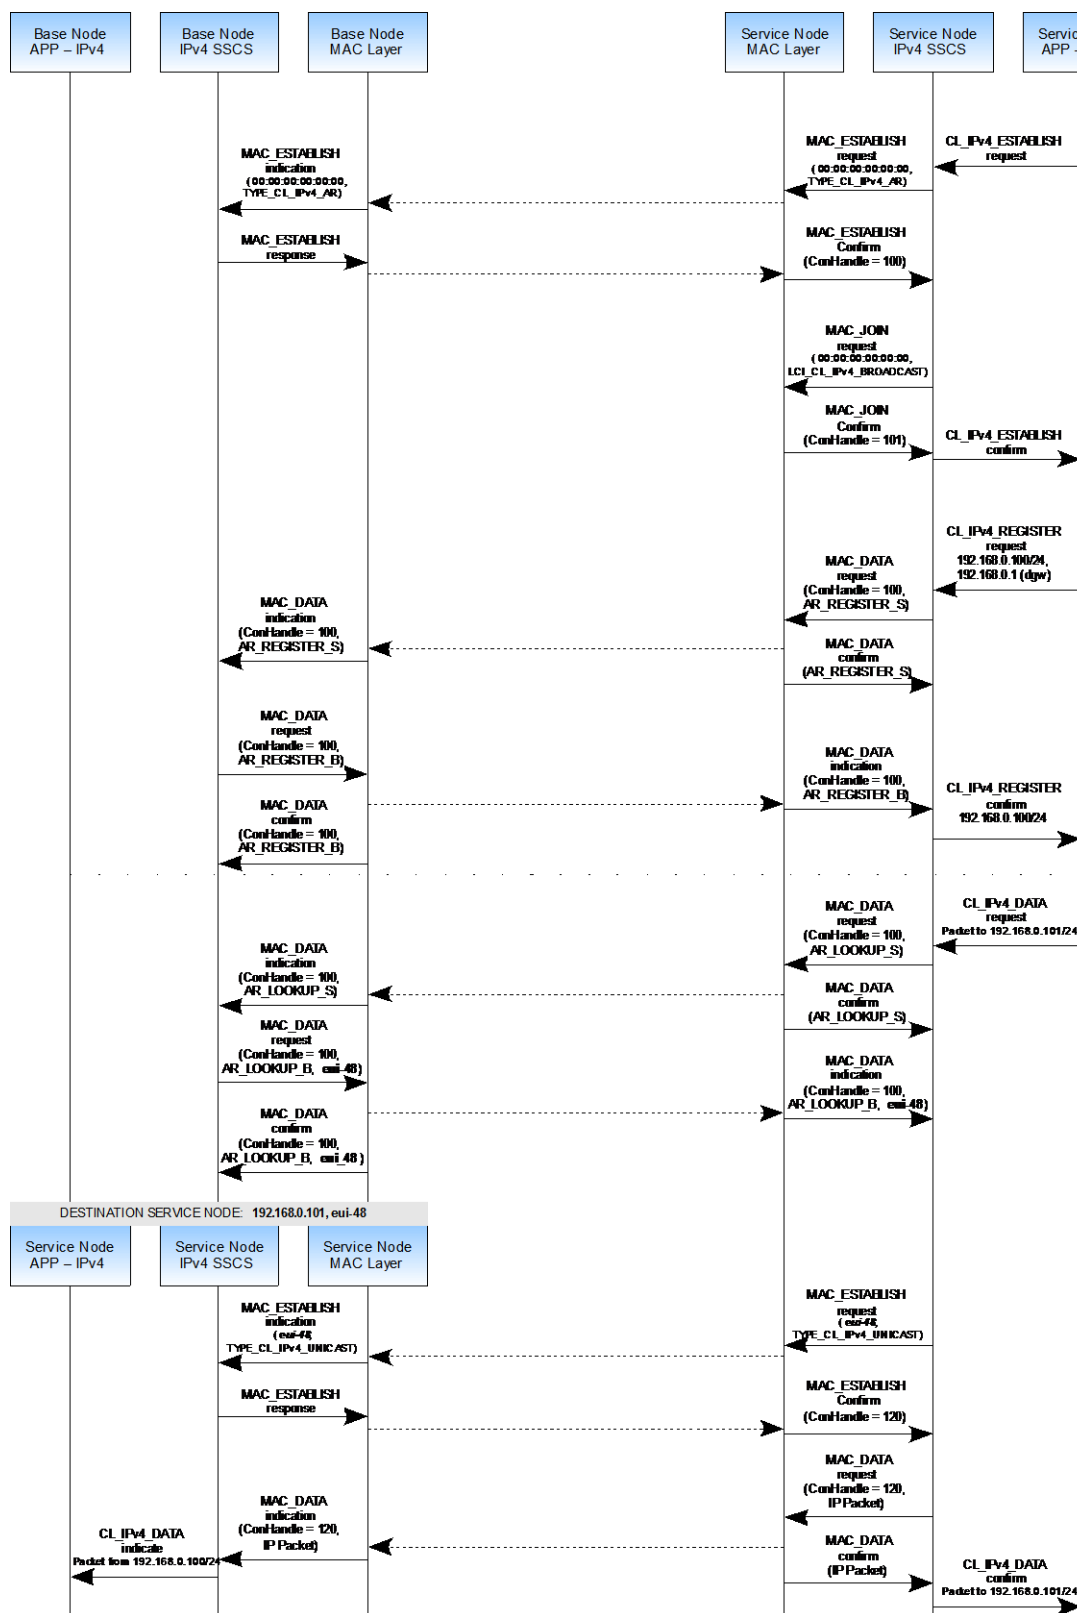 Base Node
APP – IPv4
Base Node
IPv4 SSCS
Base Node
MAC Layer
Service Node
MAC Layer
Service Node
IPv4 SSCS
Servic
APP -
MAC_ESTABLISH
indication
( 00:00:00:00:00:00,
TYPE_CL_IPv4_AR)
MAC_ESTABLISH
request
( 00:00:00:00:00:00,
TYPE_CL_IPv4_AR)
CL_IPv4_ESTABLISH
request
MAC_ESTABLISH
response
MAC_ESTABLISH
Confirm
(ConHandle = 100)
MAC_JOIN
request
( 00:00:00:00:00:00,
LCI_CL_IPv4_BROADCAST)
MAC_JOIN
Confirm
(ConHandle = 101)
CL_IPv4_ESTABLISH
confirm
CL_IPv4_REGISTER
request
192.168.0.100/24,
192.168.0.1 (dgw)
MAC_DATA
request
(ConHandle = 100,
AR_REGISTER_S)
MAC_DATA
indication
(ConHandle = 100,
AR_REGISTER_S)
MAC_DATA
confirm
(AR_REGISTER_S)
MAC_DATA
request
(ConHandle = 100,
AR_REGISTER_B)
MAC_DATA
indication
(ConHandle = 100,
AR_REGISTER_B)
CL_IPv4_REGISTER
confirm
192.168.0.100/24
MAC_DATA
confirm
(ConHandle = 100,
AR_REGISTER_B)
MAC_DATA
request
(ConHandle = 100,
AR_LOOKUP_S)
CL_IPv4_DATA
request
Packet to 192.168.0.101/24
MAC_DATA
indication
(ConHandle = 100,
AR_LOOKUP_S)
MAC_DATA
confirm
(AR_LOOKUP_S)
MAC_DATA
request
(ConHandle = 100,
AR_LOOKUP_B, eui-48)
MAC_DATA
indication
(ConHandle = 100,
AR_LOOKUP_B, eui-48)
MAC_DATA
confirm
(ConHandle = 100,
AR_LOOKUP_B, eui_48 )
DESTINATION SERVICE NODE: 192.168.0.101, eui-48
Service Node
APP – IPv4
Service Node
IPv4 SSCS
Service Node
MAC Layer
MAC_ESTABLISH
indication
( eui-48,
TYPE_CL_IPv4_UNICAST)
MAC_ESTABLISH
request
( eui-48,
TYPE_CL_IPv4_UNICAST)
MAC_ESTABLISH
response
MAC_ESTABLISH
Confirm
(ConHandle = 120)
MAC_DATA
request
(ConHandle = 120,
IP Packet)
MAC_DATA
indication
(ConHandle = 120,
IP Packet)
CL_IPv4_DATA
indicate
Packet from 192.168.0.100/24
MAC_DATA
confirm
(IP Packet)
CL_IPv4_DATA
confirm
Packet to 192.168.0.101/24